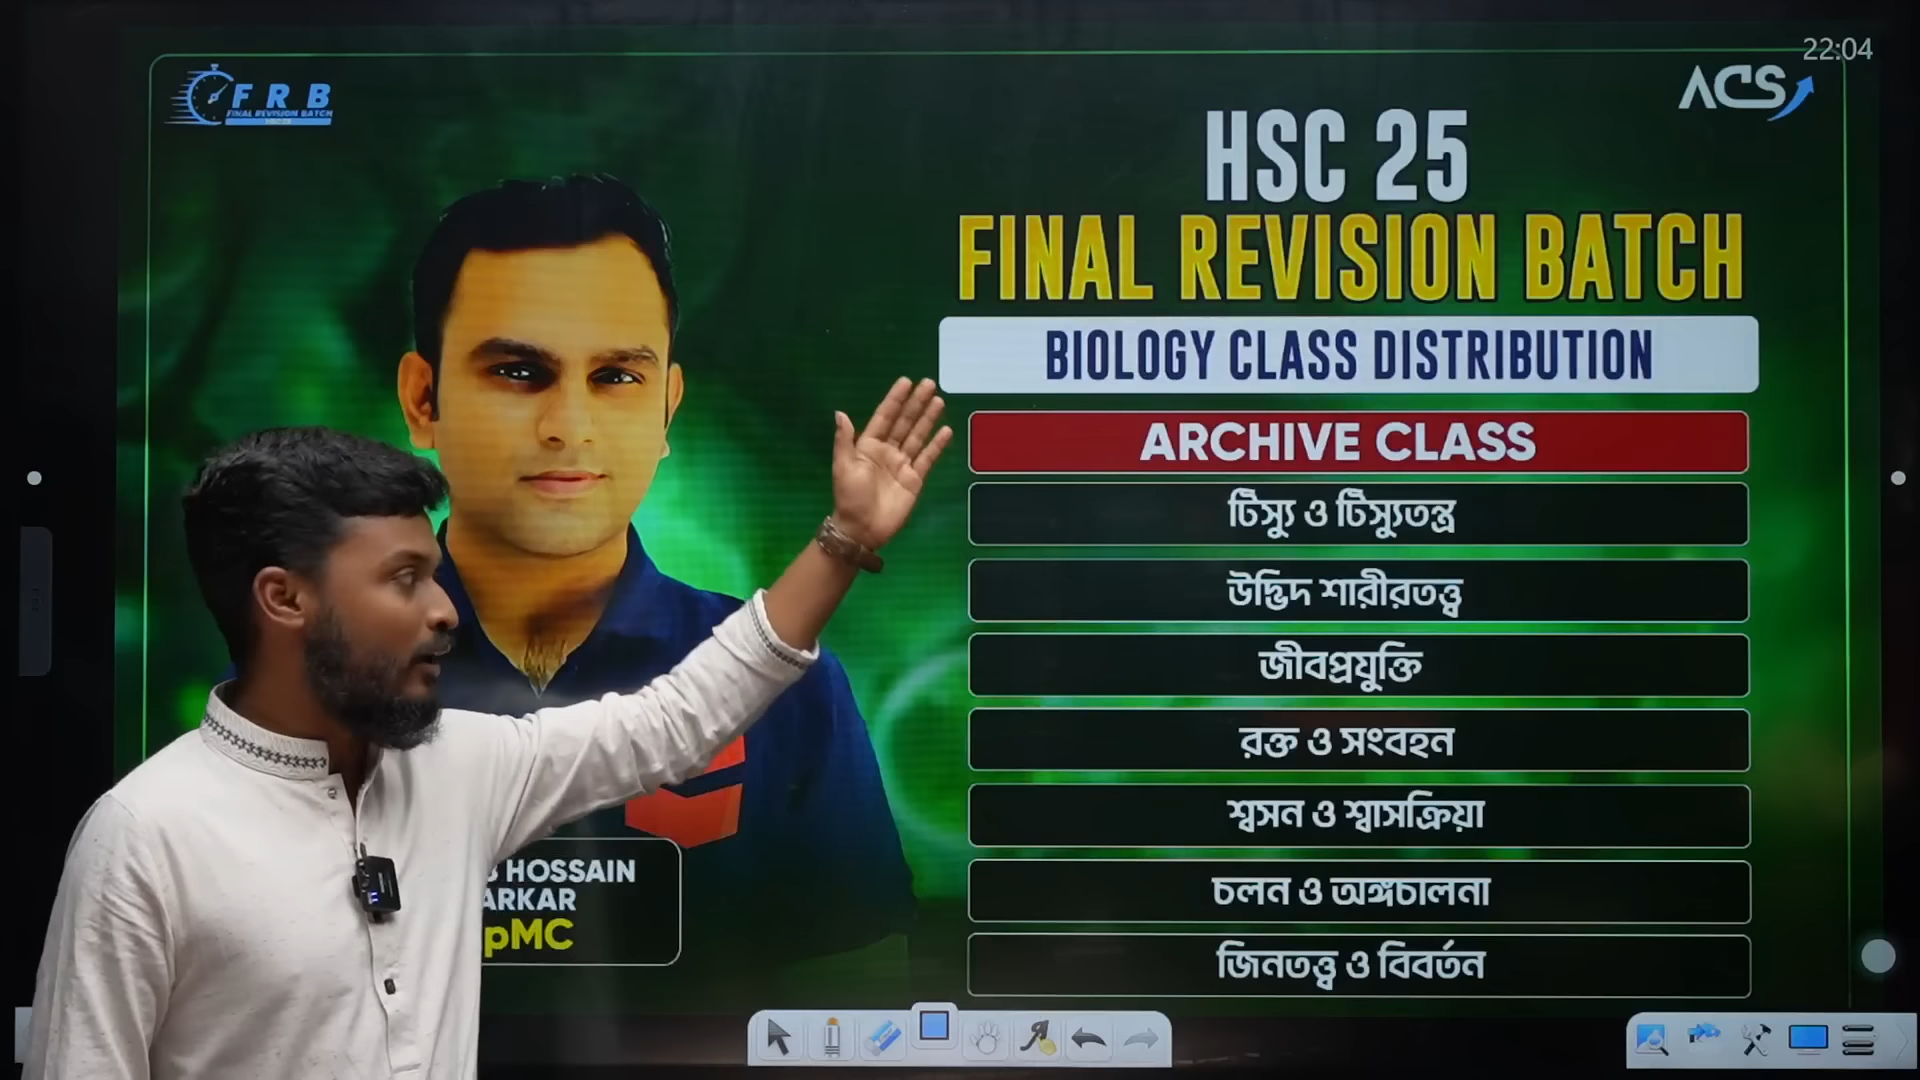 22:04
FRB
FINAL REVISION BATCH
ACS
HSC 25
FINAL REVISION BATCH
BIOLOGY CLASS DISTRIBUTION
ARCHIVE CLASS
টিস্যু ও টিস্যুতন্ত্র
উদ্ভিদ শারীরতত্ত্ব
জীবপ্রযুক্তি
রক্ত ও সংবহন
শ্বসন ও শ্বাসক্রিয়া
চলন ও অঙ্গচালনা
জিনতত্ত্ব ও বিবর্তন
HOSSAIN
ARKAR
pMC